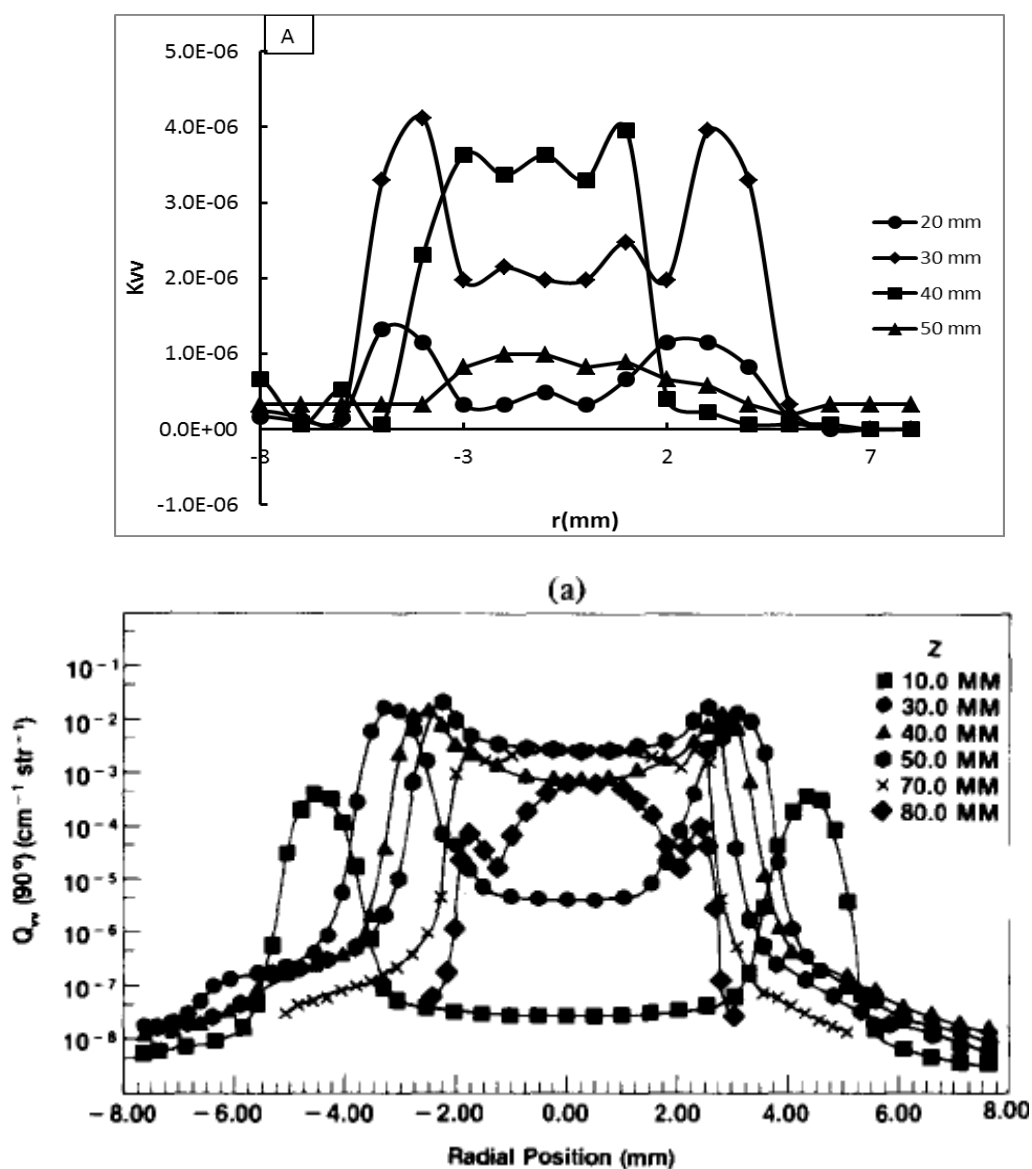 A
5.0E-06
4.0E-06
3.0E-06
2.0E-06
1.0E-06
0.0E+00
-1.0E-06
Kvv
-8 -3 2 7
r(mm)
20 mm
30 mm
40 mm
50 mm
(a)
10⁻¹
10⁻²
10⁻³
10⁻⁴
10⁻⁵
10⁻⁶
10⁻⁷
10⁻⁸
Qvv (90°) (cm⁻¹ str⁻¹)
Z
10.0 MM
30.0 MM
40.0 MM
50.0 MM
70.0 MM
80.0 MM
−8.00 −6.00 −4.00 −2.00 0.00 2.00 4.00 6.00 8.00
Radial Position (mm)